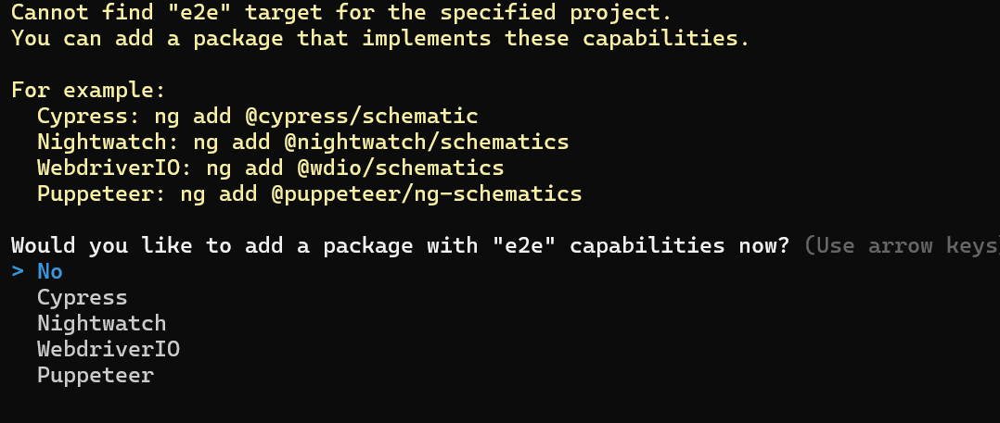 Cannot find "e2e" target for the specified project.
You can add a package that implements these capabilities.
For example:
Cypress: ng add @cypress/schematic
Nightwatch: ng add @nightwatch/schematics
WebdriverIO: ng add @wdio/schematics
Puppeteer: ng add @puppeteer/ng-schematics
Would you like to add a package with "e2e" capabilities now? (Use arrow keys)
> No
Cypress
Nightwatch
WebdriverIO
Puppeteer